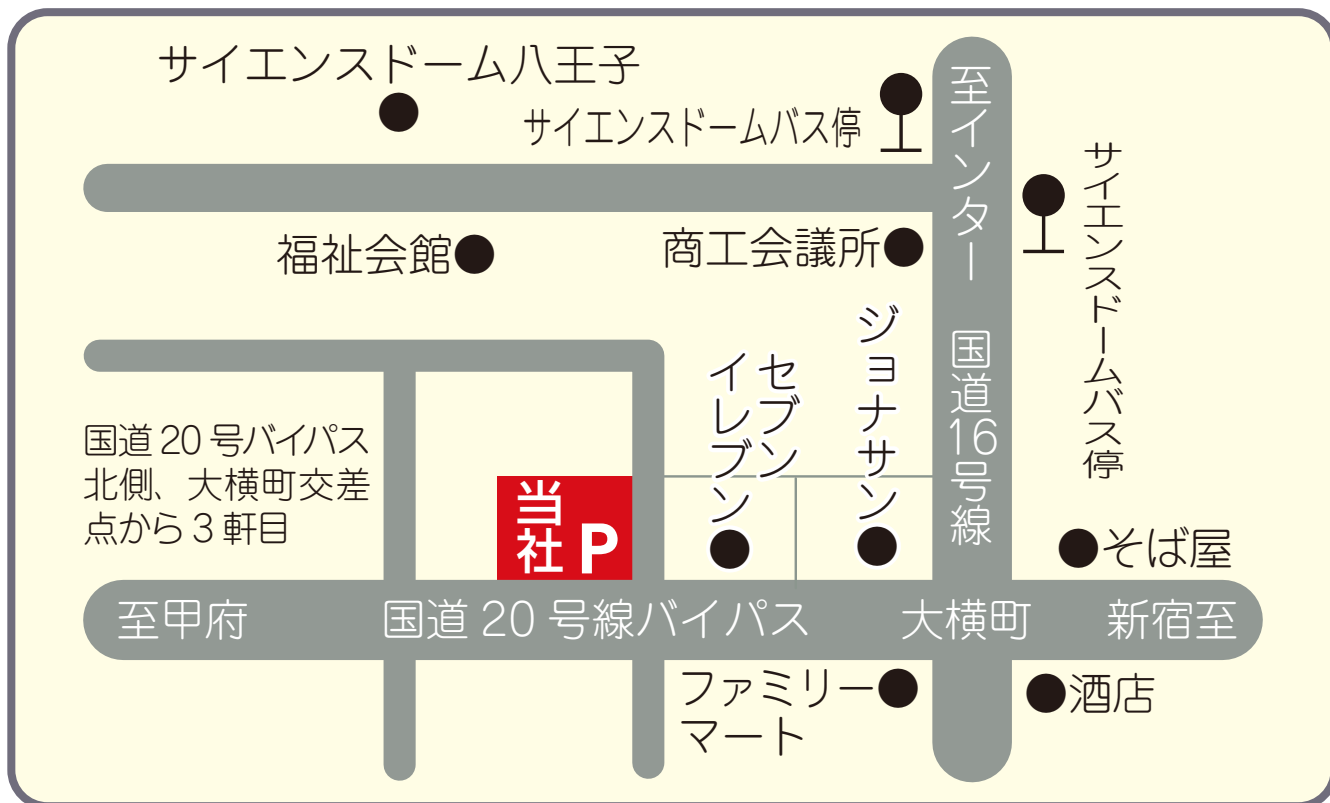 サイエンスドーム八王子
サイエンスドームバス停
至インター 国道16号線
サイエンスドームバス停
福祉会館
商工会議所
ジョナサン
セブン
イレブン
国道20号バイパス
北側、大横町交差
点から3軒目
当社 P
そば屋
至甲府
国道20号線バイパス
大横町
新宿至
ファミリー
マート
酒店